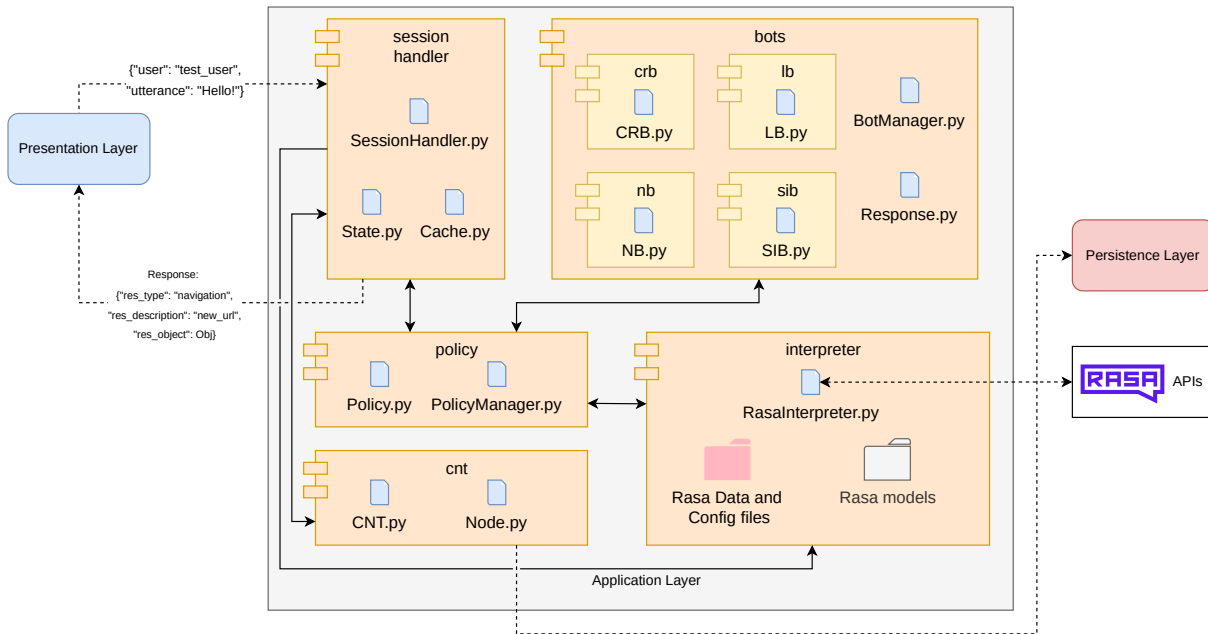 {"user": "test_user",
"utterance": "Hello!"}
Presentation Layer
Response:
{"res_type": "navigation",
"res_description": "new_url",
"res_object": Obj}
session
handler
SessionHandler.py
State.py
Cache.py
bots
crb
CRB.py
lb
LB.py
BotManager.py
nb
NB.py
sib
SIB.py
Response.py
Persistence Layer
policy
Policy.py
PolicyManager.py
interpreter
RasaInterpreter.py
Rasa Data and
Config files
Rasa models
RASA
APIs
cnt
CNT.py
Node.py
Application Layer